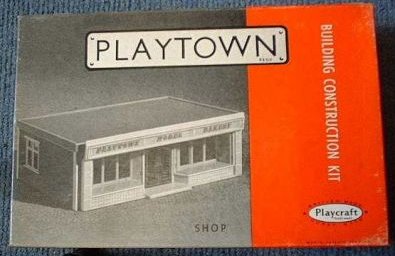 PLAYTOWN
BUILDING CONSTRUCTION KIT
PLAYTOWN MODEL BAKERY
SHOP
Playcraft